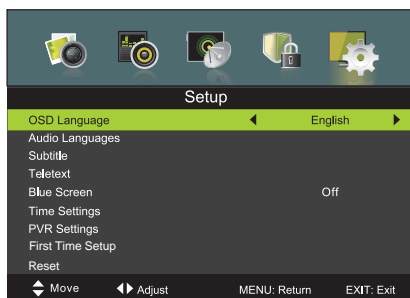 Setup
OSD Language English
Audio Languages
Subtitle
Teletext
Blue Screen Off
Time Settings
PVR Settings
First Time Setup
Reset
Move Adjust MENU: Return EXIT: Exit